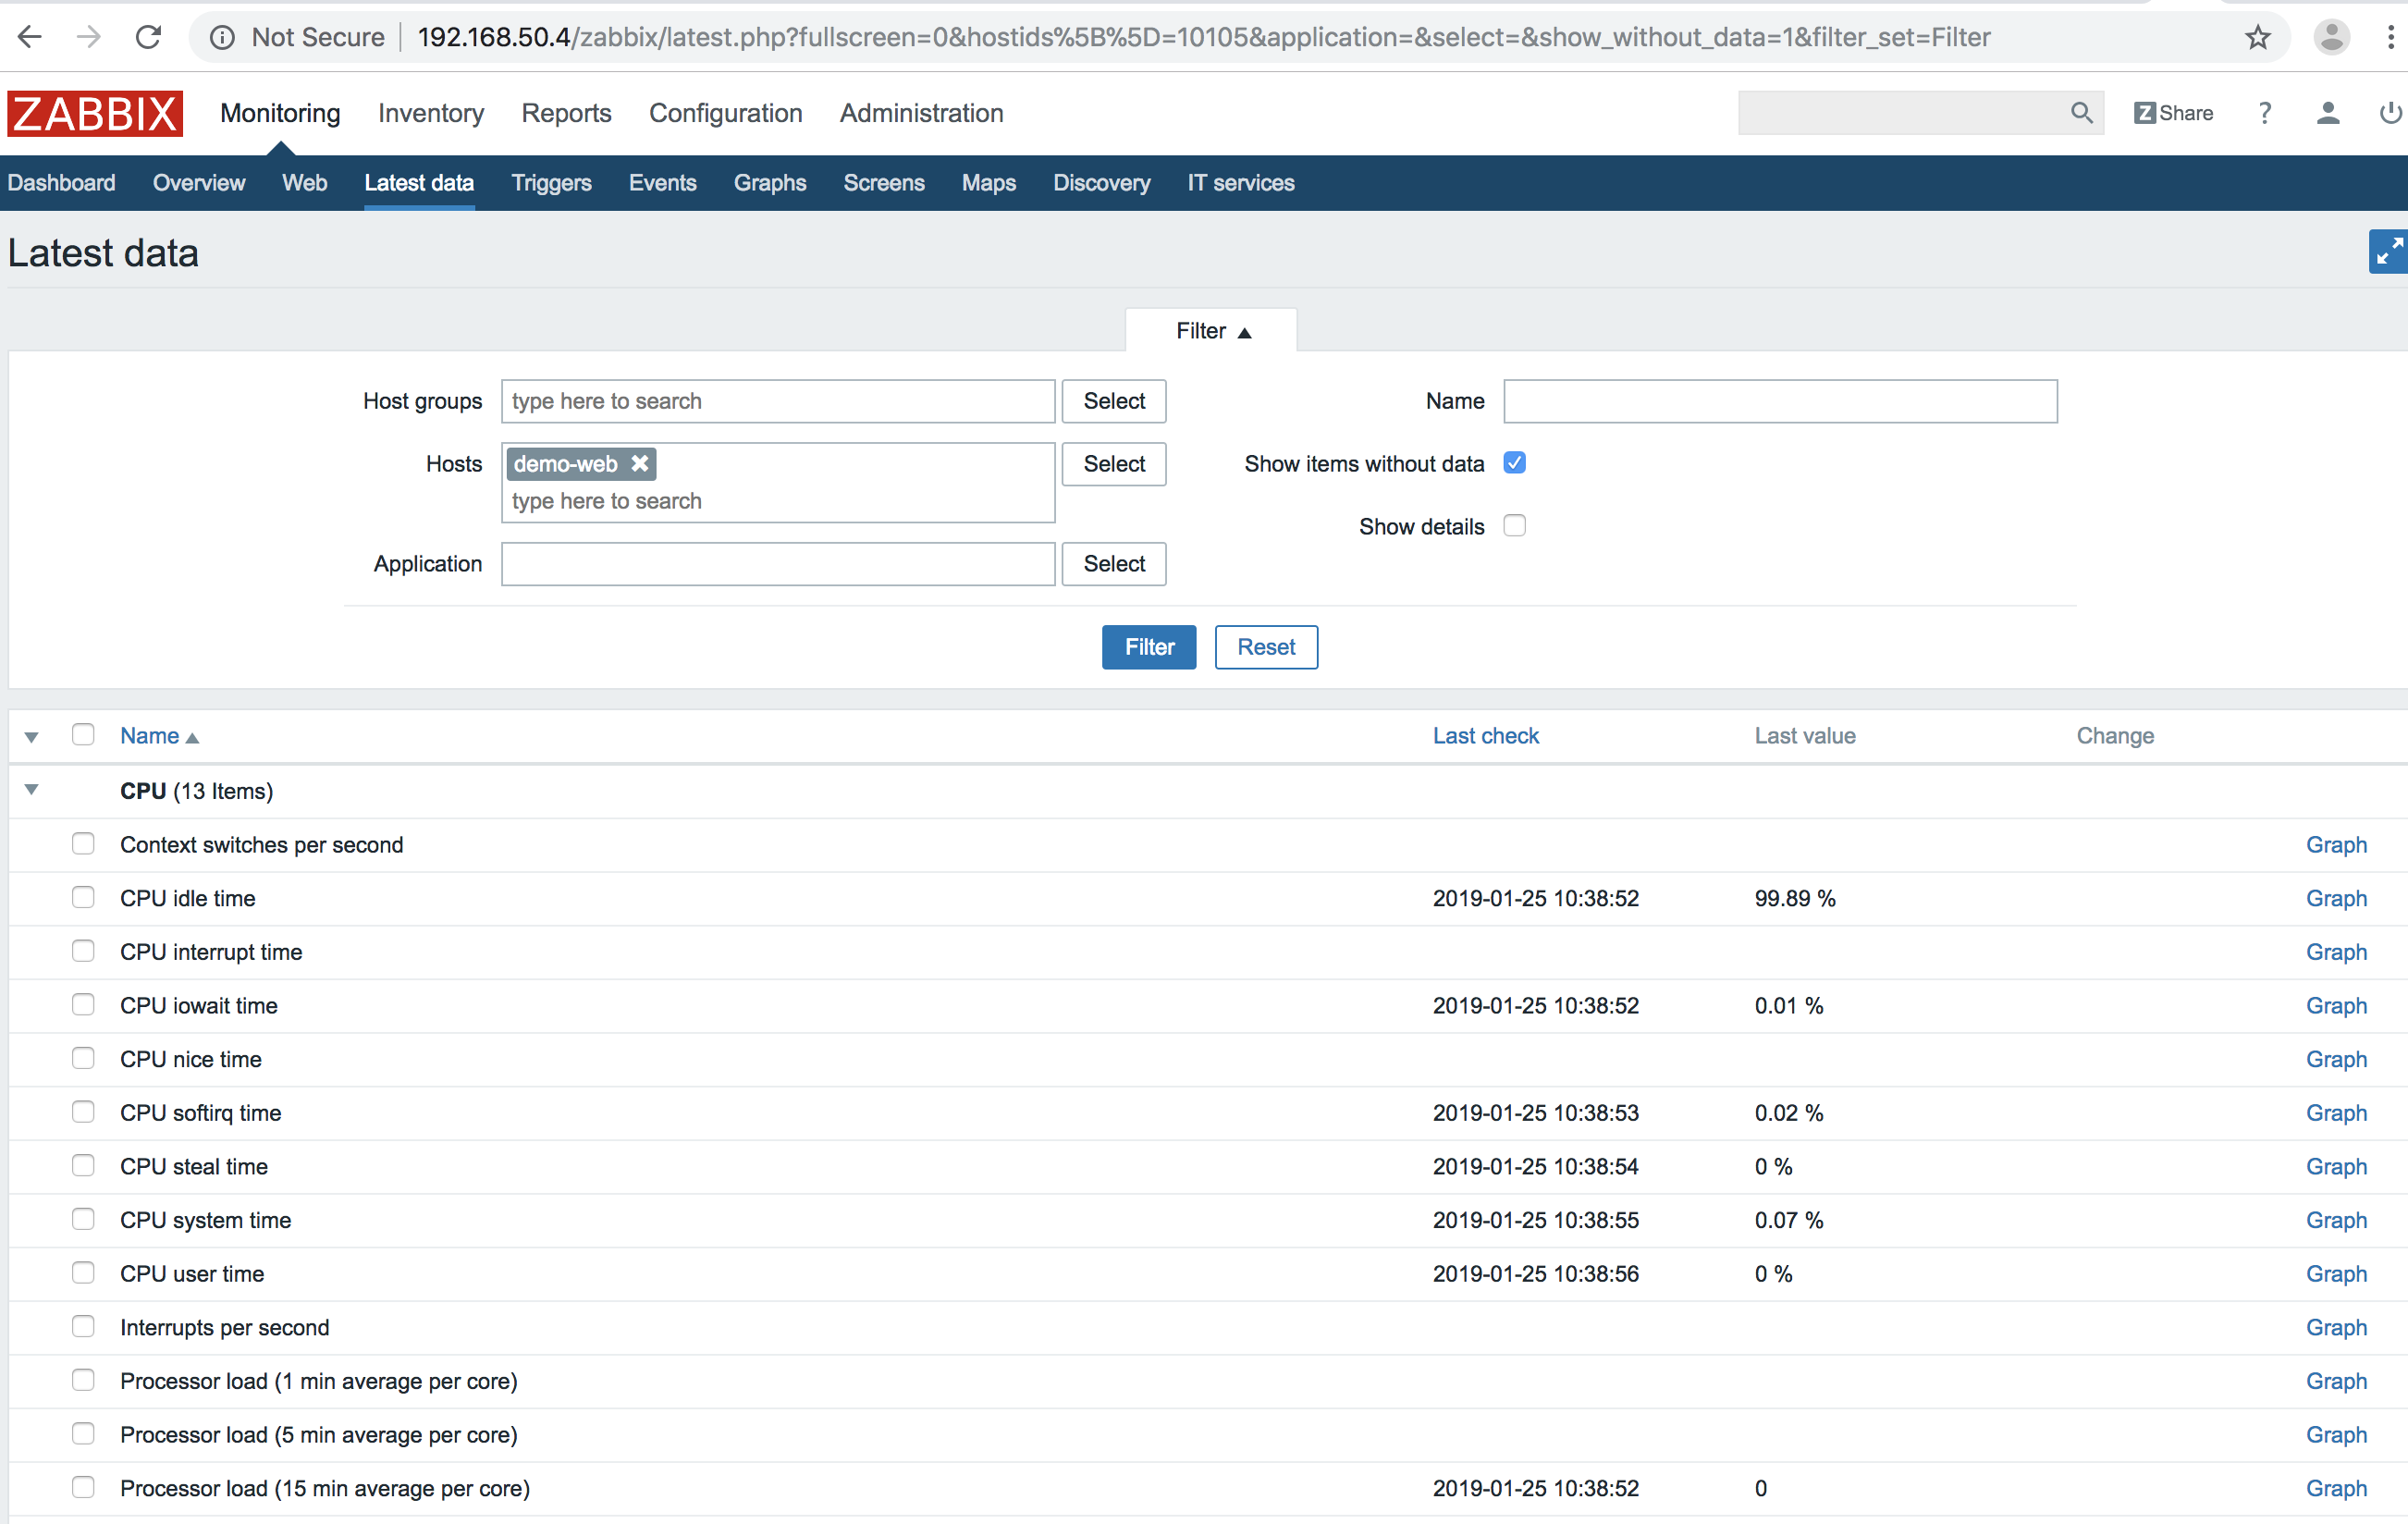 Not Secure 192.168.50.4/zabbix/latest.php?fullscreen=0&hostids%5B%5D=10105&application=&select=&show_without_data=1&filter_set=Filter
ZABBIX Monitoring Inventory Reports Configuration Administration Z Share ?
Dashboard Overview Web Latest data Triggers Events Graphs Screens Maps Discovery IT services
Latest data
Filter ▲
Host groups type here to search Select Name
Hosts demo-web ✖ Select Show items without data
type here to search
Show details
Application Select
Filter Reset
Name ▲ Last check Last value Change
CPU (13 Items)
Context switches per second Graph
CPU idle time 2019-01-25 10:38:52 99.89 % Graph
CPU interrupt time Graph
CPU iowait time 2019-01-25 10:38:52 0.01 % Graph
CPU nice time Graph
CPU softirq time 2019-01-25 10:38:53 0.02 % Graph
CPU steal time 2019-01-25 10:38:54 0 % Graph
CPU system time 2019-01-25 10:38:55 0.07 % Graph
CPU user time 2019-01-25 10:38:56 0 % Graph
Interrupts per second Graph
Processor load (1 min average per core) Graph
Processor load (5 min average per core) Graph
Processor load (15 min average per core) 2019-01-25 10:38:52 0 Graph